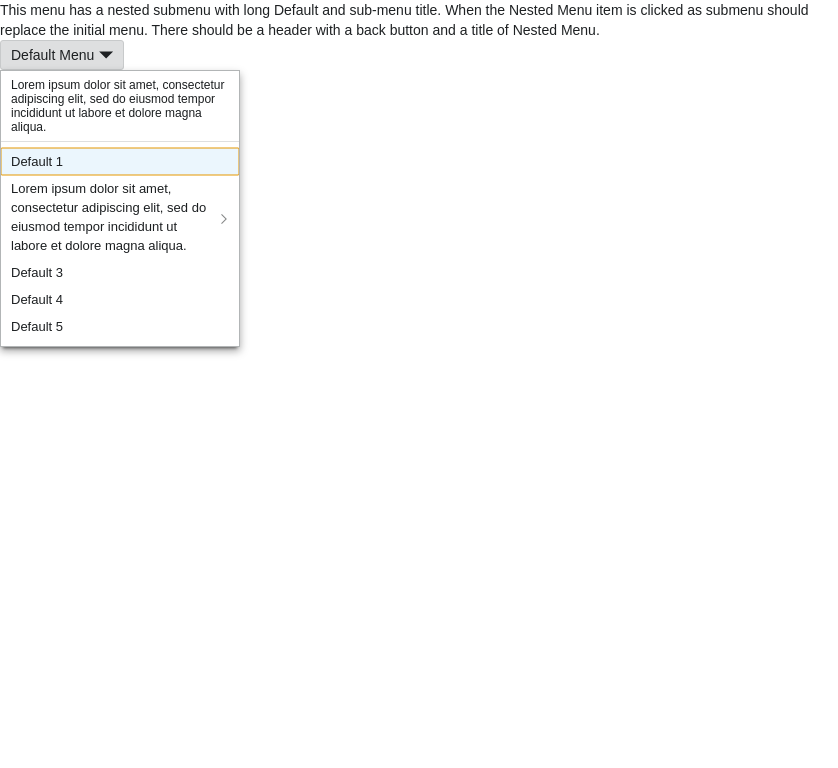 This menu has a nested submenu with long Default and sub-menu title. When the Nested Menu item is clicked as submenu should
replace the initial menu. There should be a header with a back button and a title of Nested Menu.
Default Menu
Lorem ipsum dolor sit amet, consectetur
adipiscing elit, sed do eiusmod tempor
incididunt ut labore et dolore magna
aliqua.
Default 1
Lorem ipsum dolor sit amet,
consectetur adipiscing elit, sed do
eiusmod tempor incididunt ut
labore et dolore magna aliqua.
Default 3
Default 4
Default 5